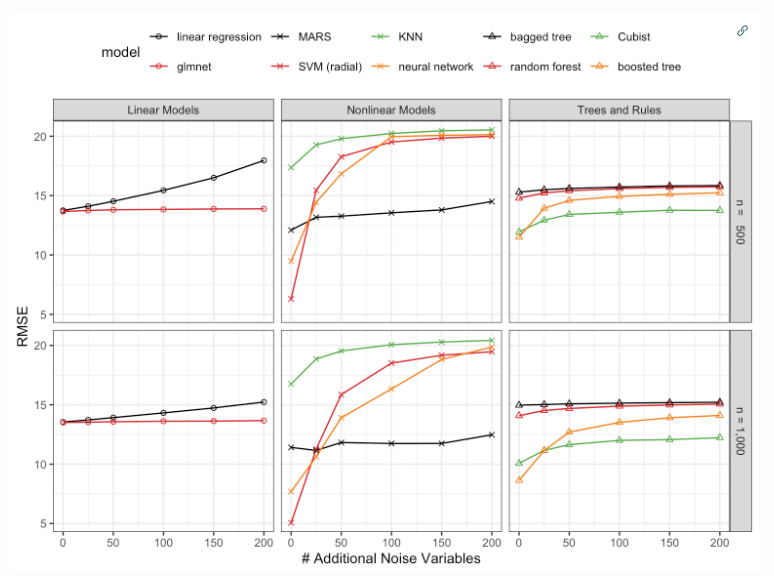 model
linear regression MARS KNN bagged tree Cubist
glmnet SVM (radial) neural network random forest boosted tree
Linear Models Nonlinear Models Trees and Rules
20
15
10
5
n = 500
RMSE
20
15
10
5
n = 1,000
0 50 100 150 200 0 50 100 150 200 0 50 100 150 200
# Additional Noise Variables